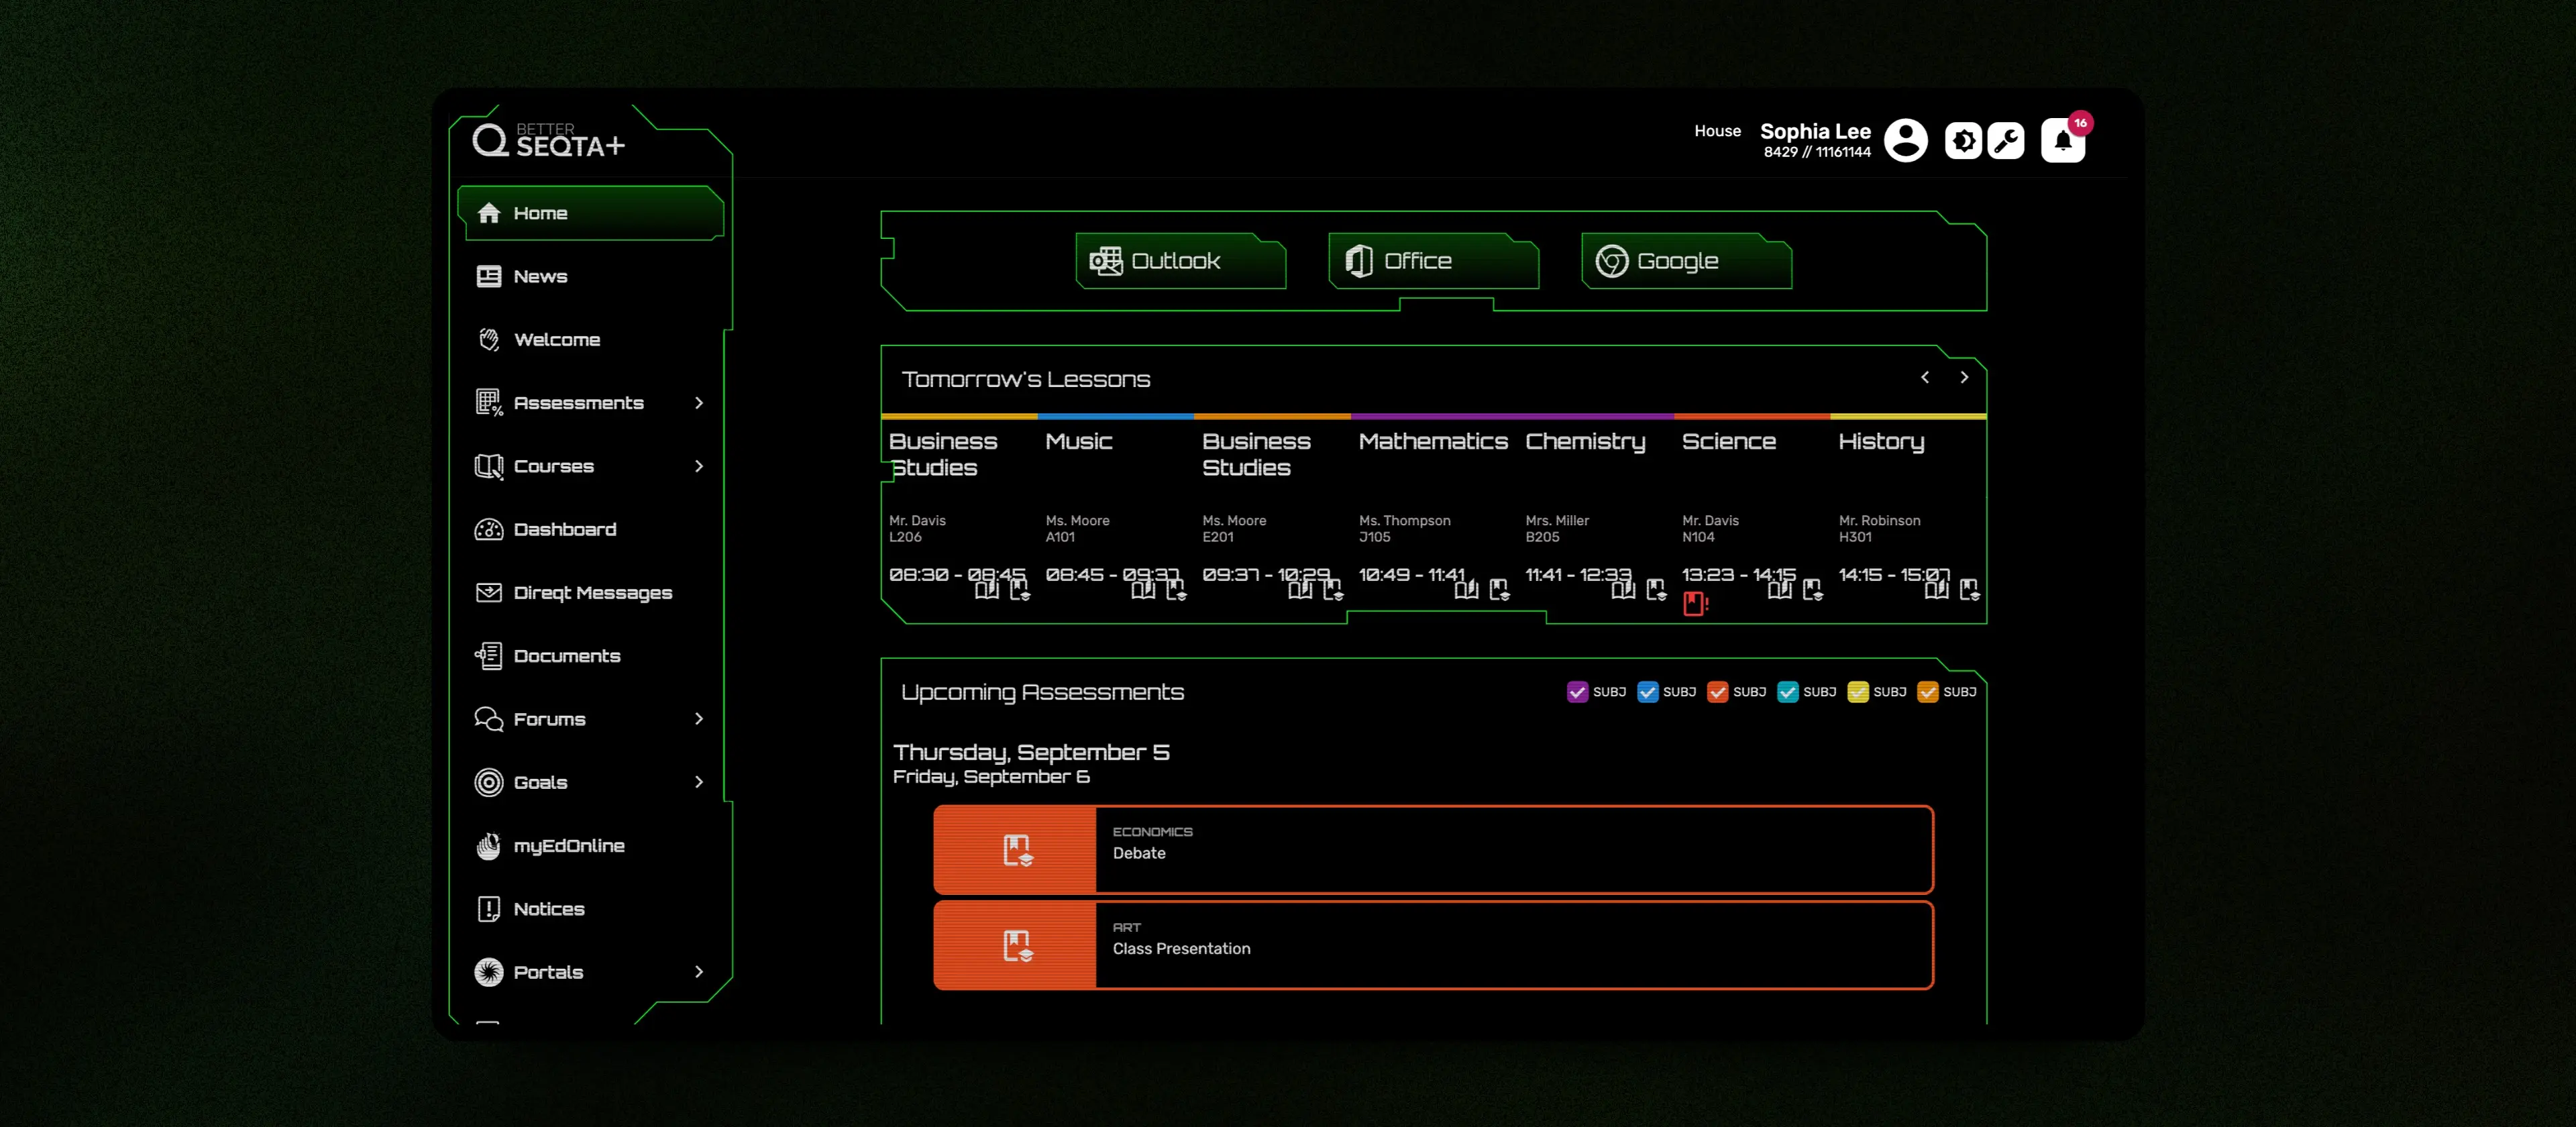 BETTER
SEQTA+
House
Sophia Lee
8429 // 11161144
16
Home
News
Welcome
Assessments
Courses
Dashboard
Direqt Messages
Documents
Forums
Goals
myEdOnline
Notices
Portals
Outlook
Office
Google
Tomorrow's Lessons
Business
Studies
Mr. Davis
L206
08:30 - 08:45
Music
Ms. Moore
A101
08:45 - 09:37
Business
Studies
Ms. Moore
E201
09:37 - 10:29
Mathematics
Ms. Thompson
J105
10:49 - 11:41
Chemistry
Mrs. Miller
B205
11:41 - 12:33
Science
Mr. Davis
N104
13:23 - 14:15
History
Mr. Robinson
H301
14:15 - 15:07
Upcoming Assessments
SUBJ SUBJ SUBJ SUBJ SUBJ SUBJ
Thursday, September 5
Friday, September 6
ECONOMICS
Debate
ART
Class Presentation